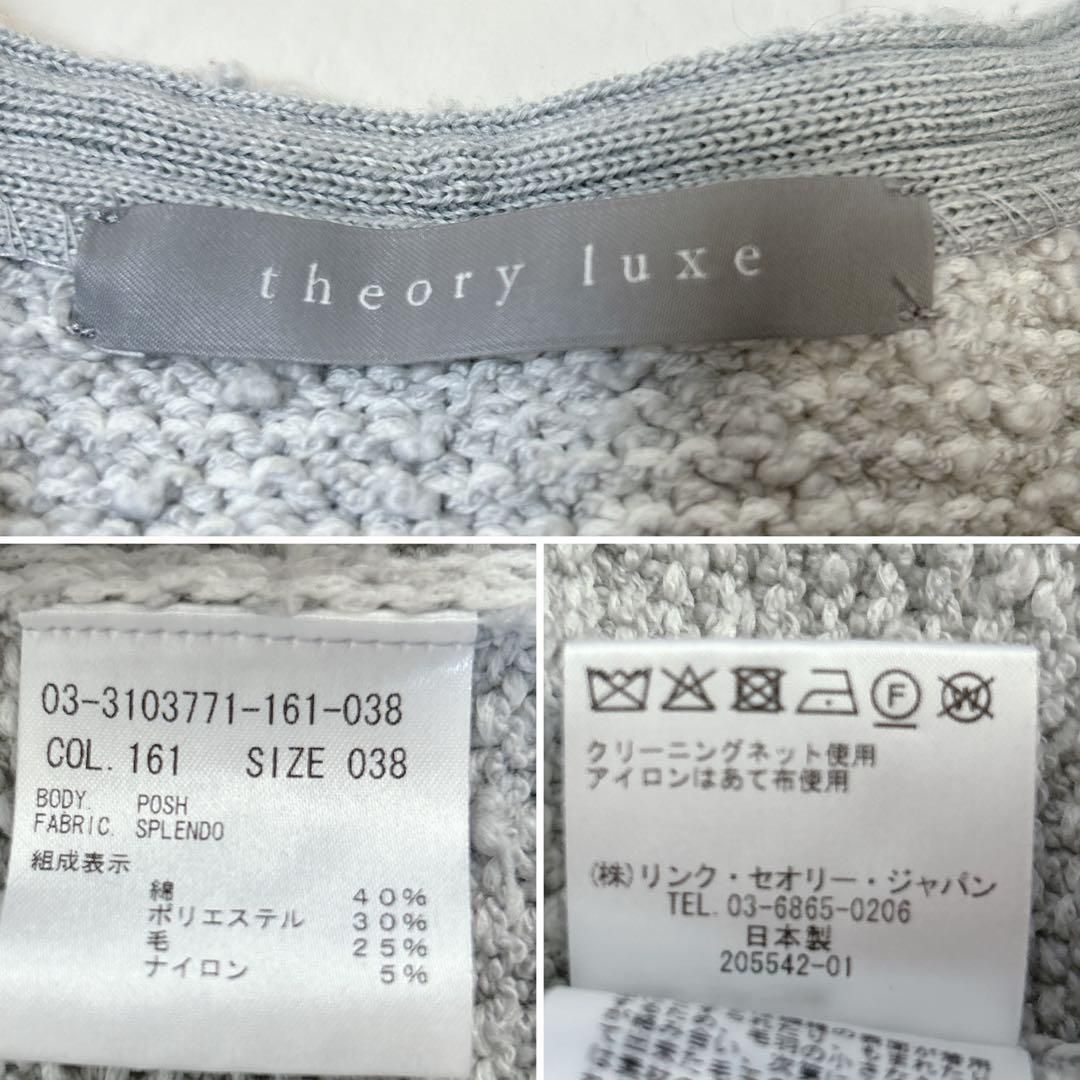 theory luxe
03-3103771-161-038
COL. 161 SIZE 038
BODY. POSH
FABRIC. SPLENDO
組成表示
綿 40%
ポリエステル 30%
毛 25%
ナイロン 5%
F W
クリーニングネット使用
アイロンはあて布使用
(株)リンク・セオリー・ジャパン
TEL. 03-6865-0206
日本製
205542-01